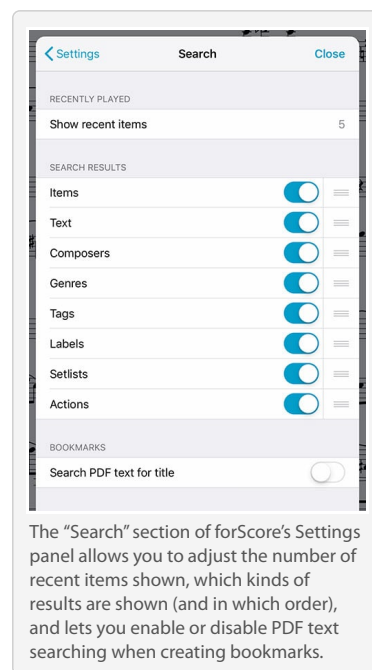 Settings Search Close
RECENTLY PLAYED
Show recent items 5
SEARCH RESULTS
Items
Text
Composers
Genres
Tags
Labels
Setlists
Actions
BOOKMARKS
Search PDF text for title
The “Search” section of forScore’s Settings
panel allows you to adjust the number of
recent items shown, which kinds of
results are shown (and in which order),
and lets you enable or disable PDF text
searching when creating bookmarks.